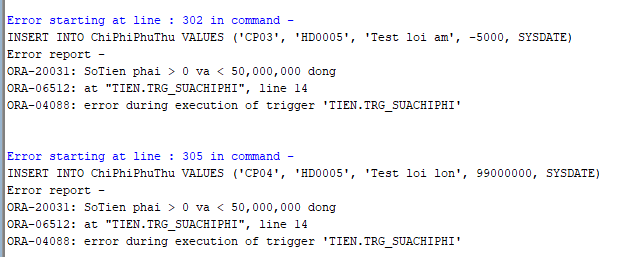 Error starting at line : 302 in command -
INSERT INTO ChiPhiPhuThu VALUES ('CP03', 'HD0005', 'Test loi am', -5000, SYSDATE)
Error report -
ORA-20031: SoTien phai > 0 va < 50,000,000 dong
ORA-06512: at "TIEN.TRG_SUACHIPHI", line 14
ORA-04088: error during execution of trigger 'TIEN.TRG_SUACHIPHI'
Error starting at line : 305 in command -
INSERT INTO ChiPhiPhuThu VALUES ('CP04', 'HD0005', 'Test loi lon', 99000000, SYSDATE)
Error report -
ORA-20031: SoTien phai > 0 va < 50,000,000 dong
ORA-06512: at "TIEN.TRG_SUACHIPHI", line 14
ORA-04088: error during execution of trigger 'TIEN.TRG_SUACHIPHI'